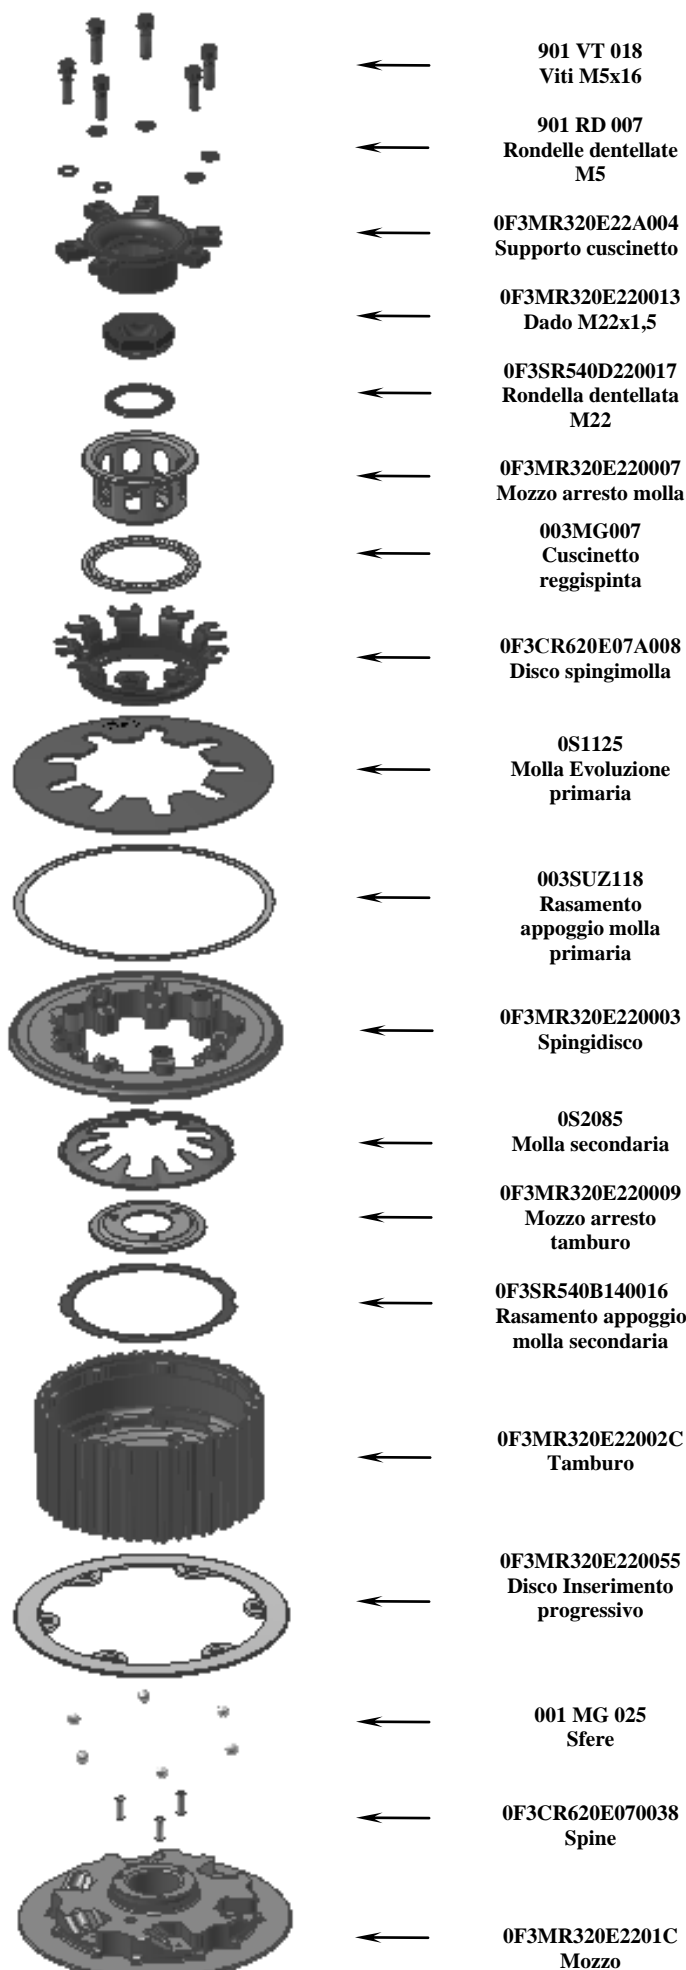 901 VT 018
Viti M5x16
901 RD 007
Rondelle dentellate
M5
0F3MR320E22A004
Supporto cuscinetto
0F3MR320E220013
Dado M22x1,5
0F3SR540D220017
Rondella dentellata
M22
0F3MR320E220007
Mozzo arresto molla
003MG007
Cuscinetto
reggispinta
0F3CR620E07A008
Disco spingimolla
0S1125
Molla Evoluzione
primaria
003SUZ118
Rasamento
appoggio molla
primaria
0F3MR320E220003
Spingidisco
0S2085
Molla secondaria
0F3MR320E220009
Mozzo arresto
tamburo
0F3SR540B140016
Rasamento appoggio
molla secondaria
0F3MR320E22002C
Tamburo
0F3MR320E220055
Disco Inserimento
progressivo
001 MG 025
Sfere
0F3CR620E070038
Spine
0F3MR320E2201C
Mozzo